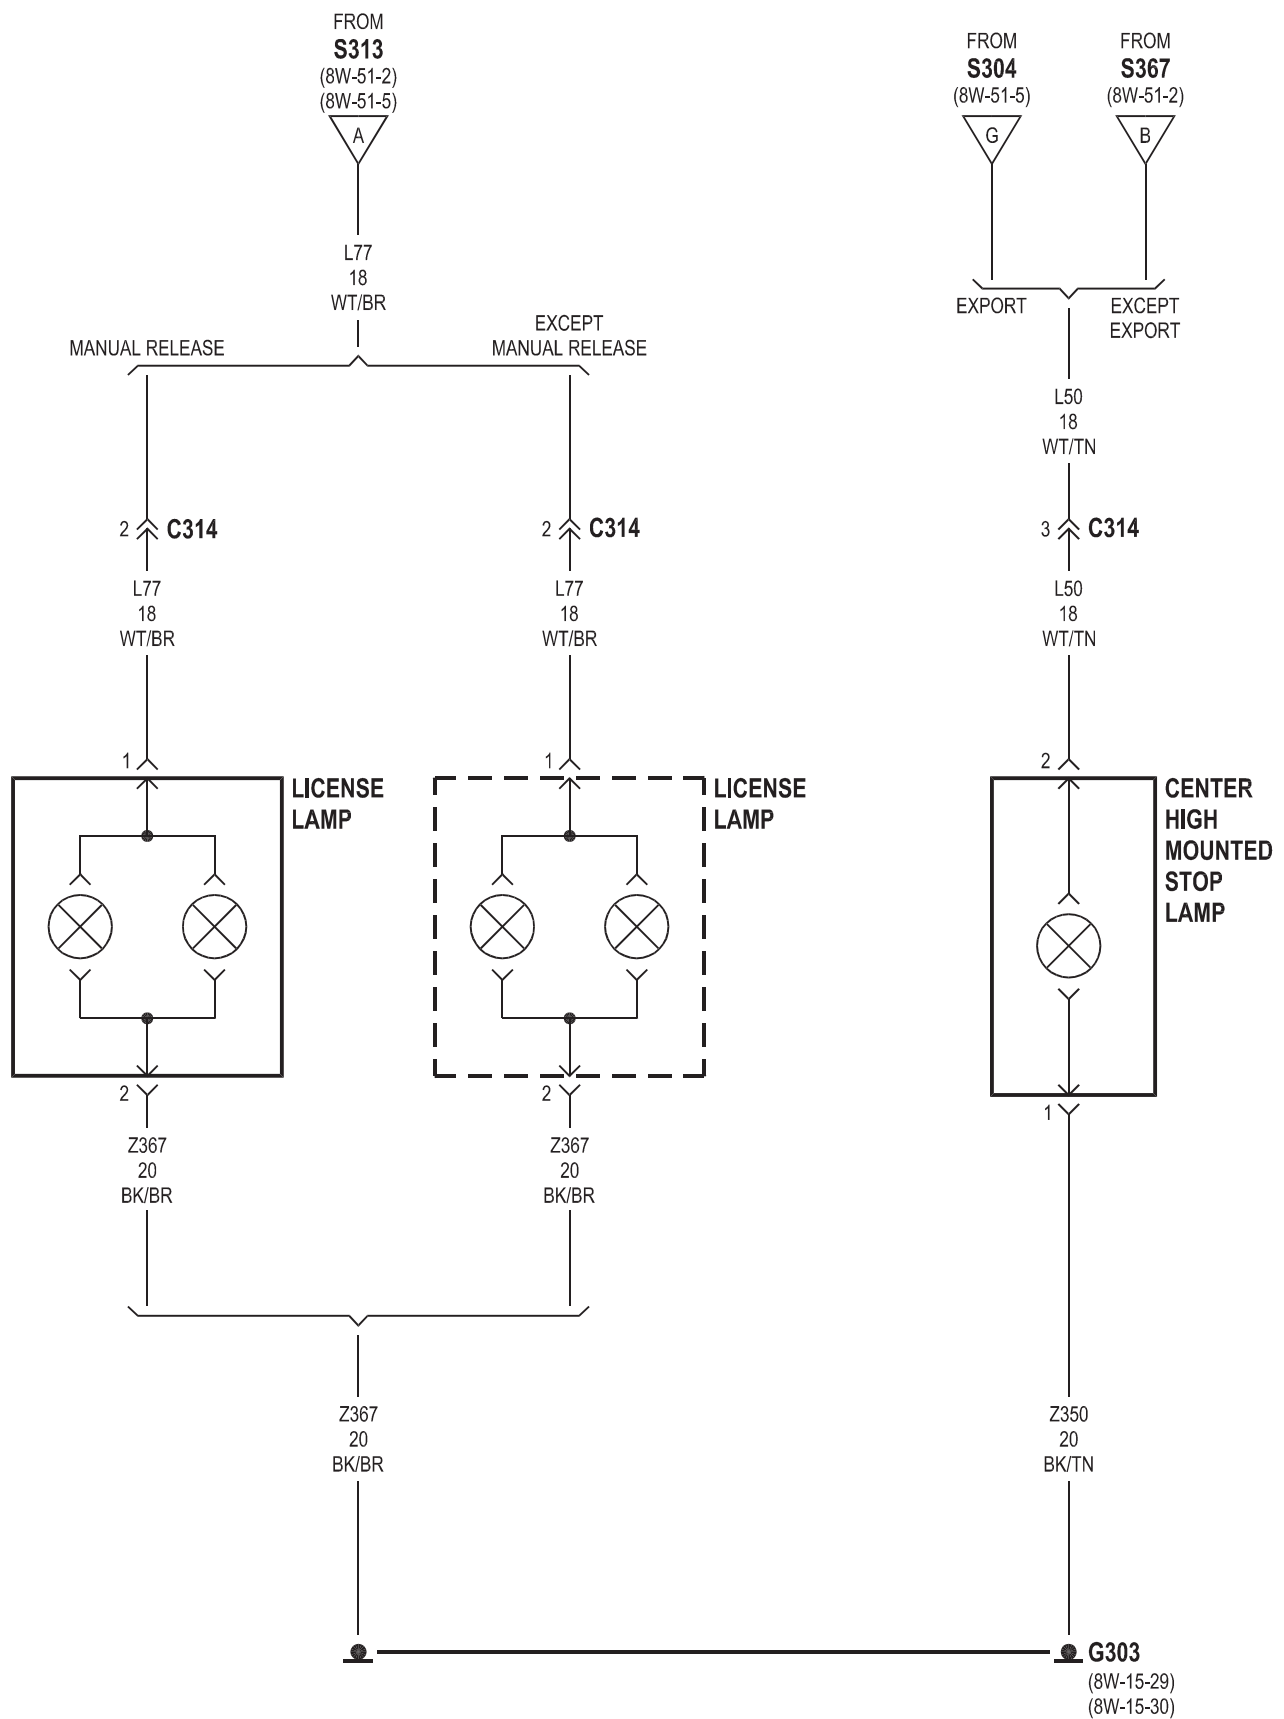 FROM
S313
(8W-51-2)
(8W-51-5)
A
L77
18
WT/BR
MANUAL RELEASE
EXCEPT
MANUAL RELEASE
2
C314
L77
18
WT/BR
1
LICENSE
LAMP
2
Z367
20
BK/BR
2
C314
L77
18
WT/BR
1
LICENSE
LAMP
2
Z367
20
BK/BR
Z367
20
BK/BR
FROM
S304
(8W-51-5)
G
EXPORT
FROM
S367
(8W-51-2)
B
EXCEPT
EXPORT
L50
18
WT/TN
3
C314
L50
18
WT/TN
2
CENTER
HIGH
MOUNTED
STOP
LAMP
1
Z350
20
BK/TN
G303
(8W-15-29)
(8W-15-30)